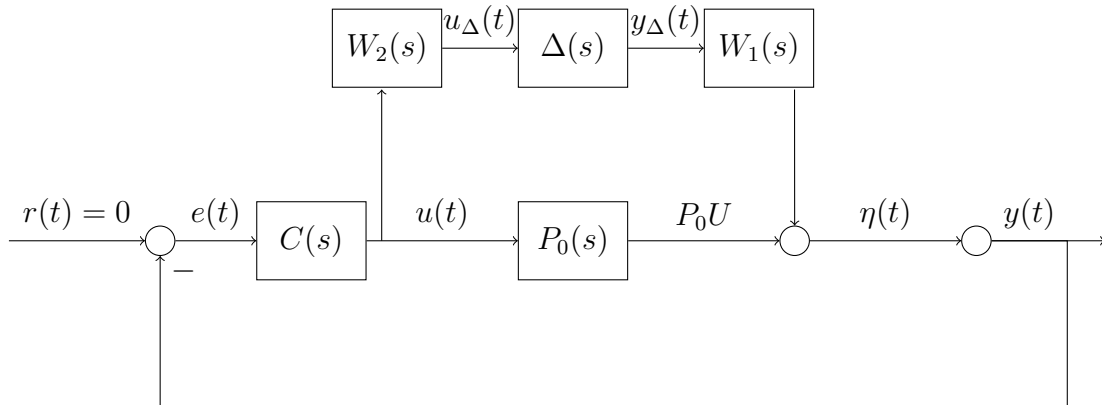 u_Δ(t) y_Δ(t)
W_2(s) Δ(s) W_1(s)
r(t) = 0 e(t) u(t) P_0U η(t) y(t)
C(s) P_0(s)
−